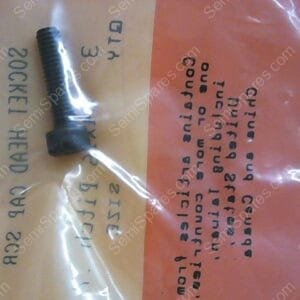 SOCKET HEAD CAP SCR
QTY
SIZE
3
Pitch
Contains articles from
one or more countries
including Taiwan,
United States,
China and Canada
SemiSpares.com